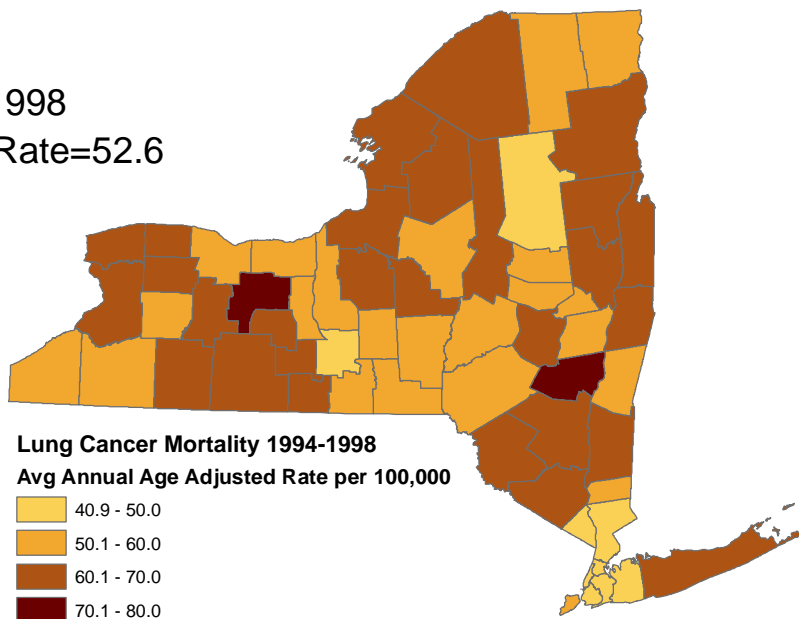 998
Rate=52.6
Lung Cancer Mortality 1994-1998
Avg Annual Age Adjusted Rate per 100,000
40.9 - 50.0
50.1 - 60.0
60.1 - 70.0
70.1 - 80.0